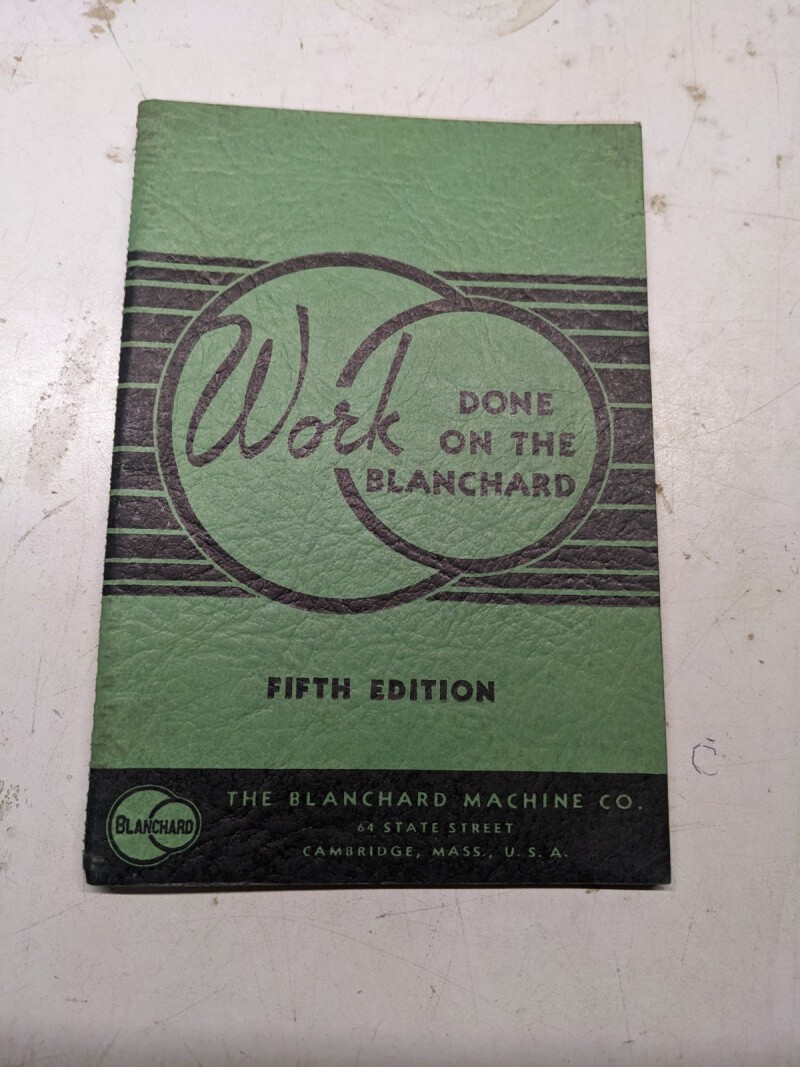 Work
DONE
ON THE
BLANCHARD
FIFTH EDITION
BLANCHARD
THE BLANCHARD MACHINE CO.
64 STATE STREET
CAMBRIDGE, MASS., U. S. A.